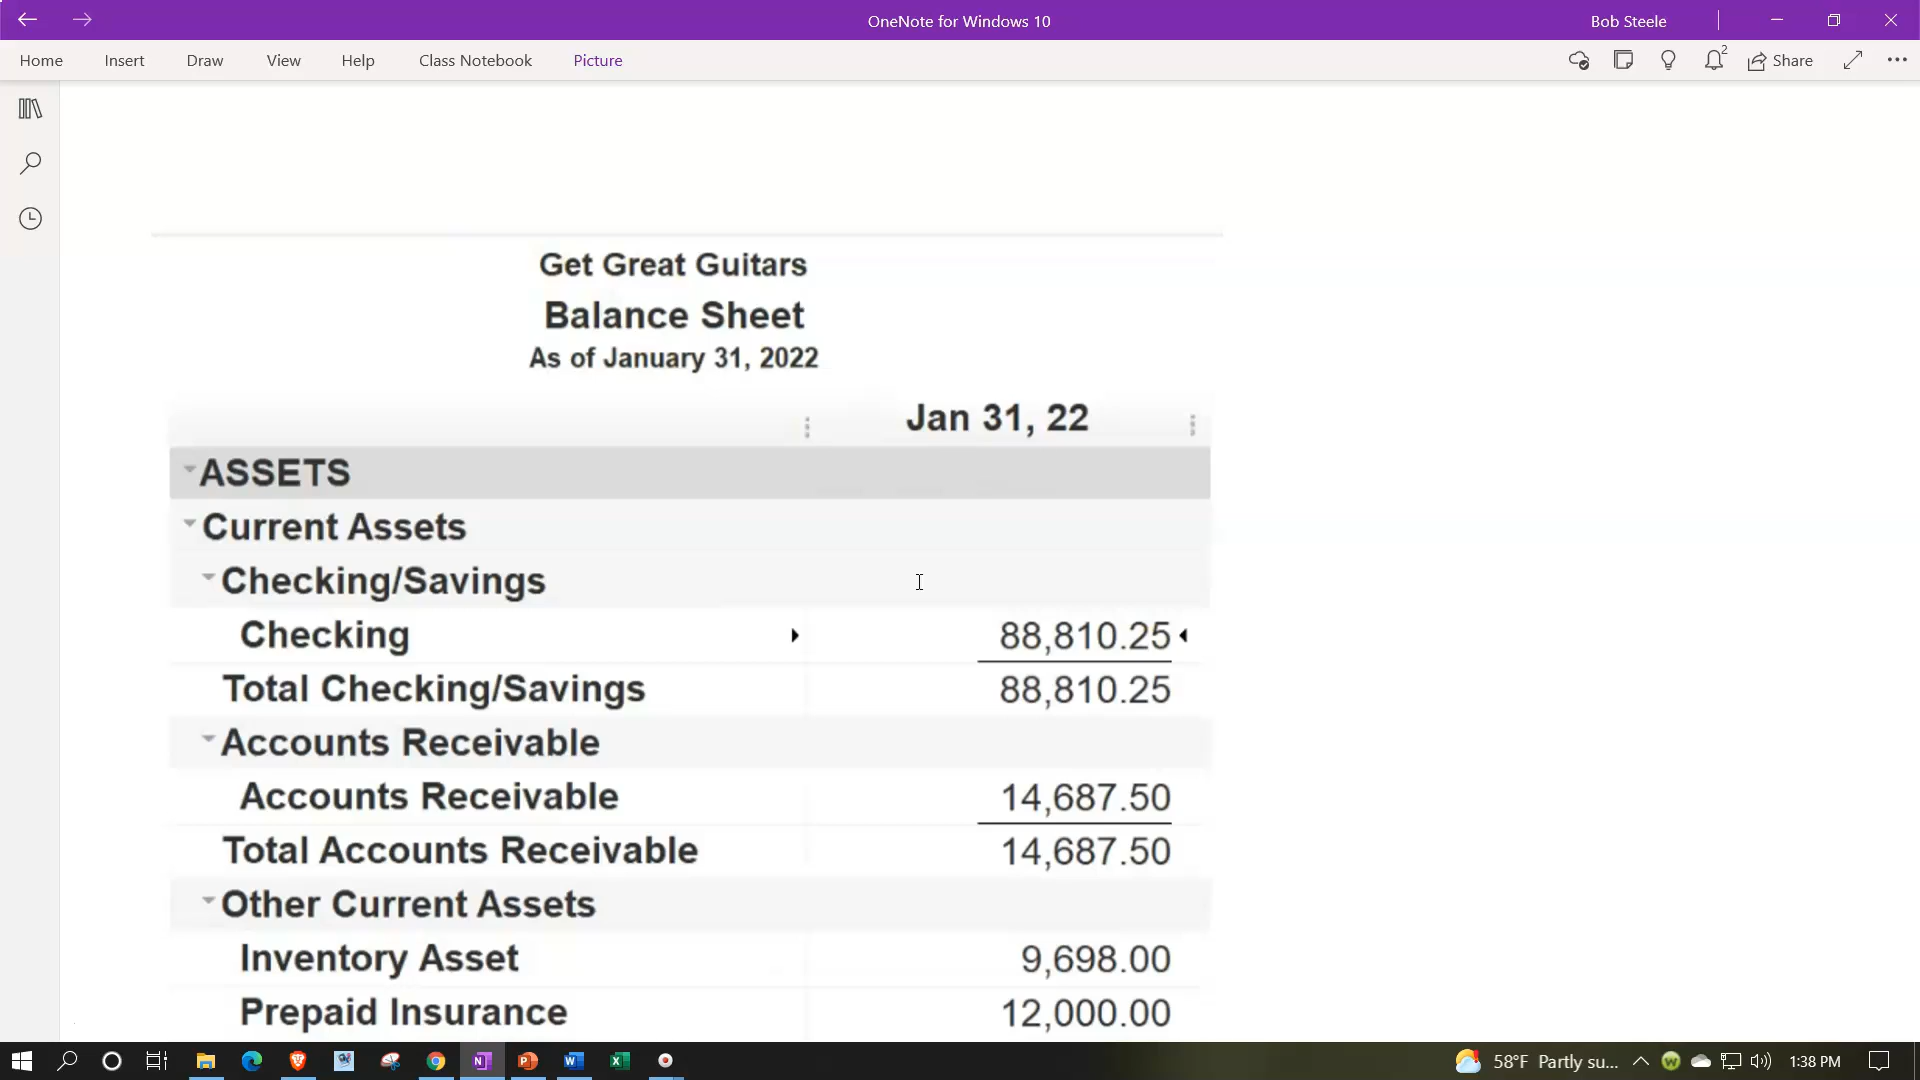 OneNote for Windows 10
Bob Steele
Home Insert Draw View Help Class Notebook Picture
2
Share
Get Great Guitars
Balance Sheet
As of January 31, 2022
Jan 31, 22
ASSETS
Current Assets
Checking/Savings
Checking 88,810.25
Total Checking/Savings 88,810.25
Accounts Receivable
Accounts Receivable 14,687.50
Total Accounts Receivable 14,687.50
Other Current Assets
Inventory Asset 9,698.00
Prepaid Insurance 12,000.00
58°F Partly su... 1:38 PM